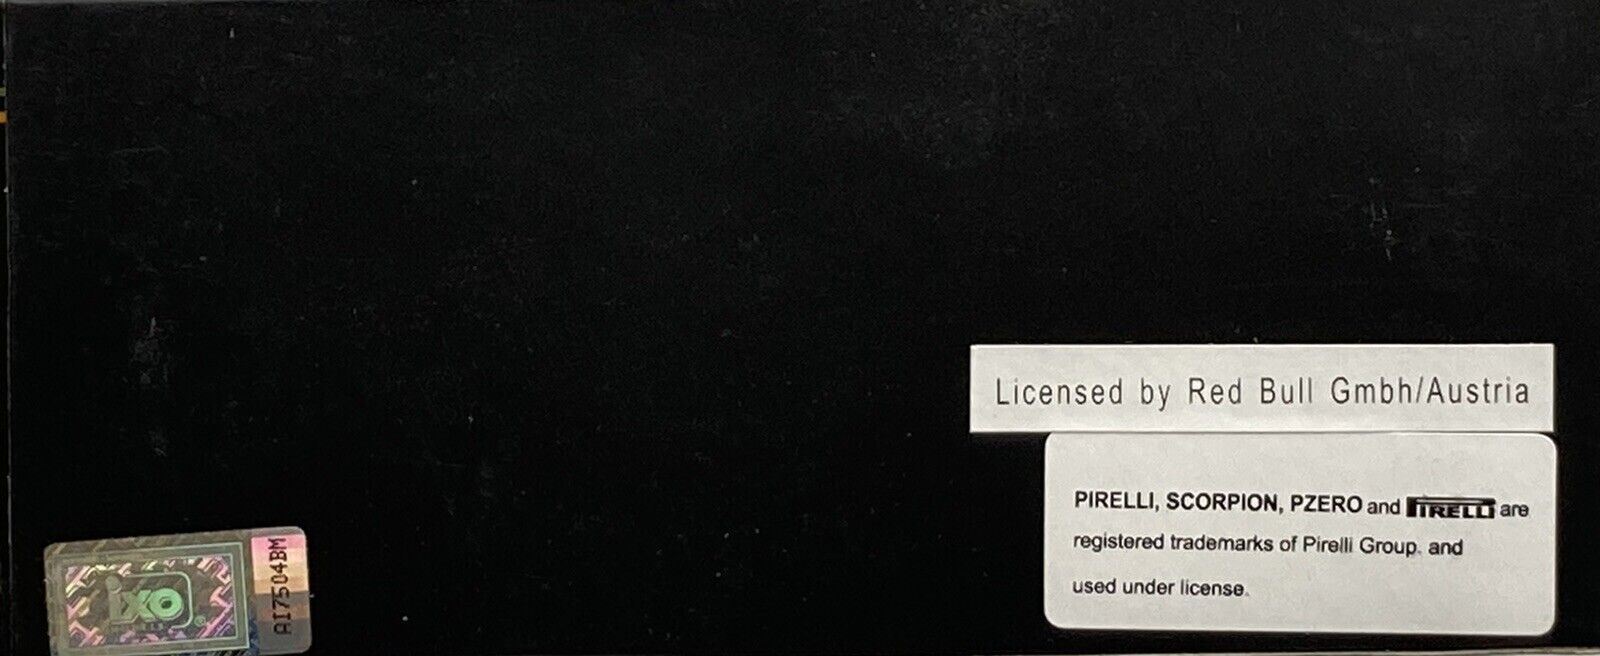 Licensed by Red Bull Gmbh/Austria
PIRELLI, SCORPION, PZERO and PIRELLI are
registered trademarks of Pirelli Group. and
used under license.
ixo
®
AI7504BM